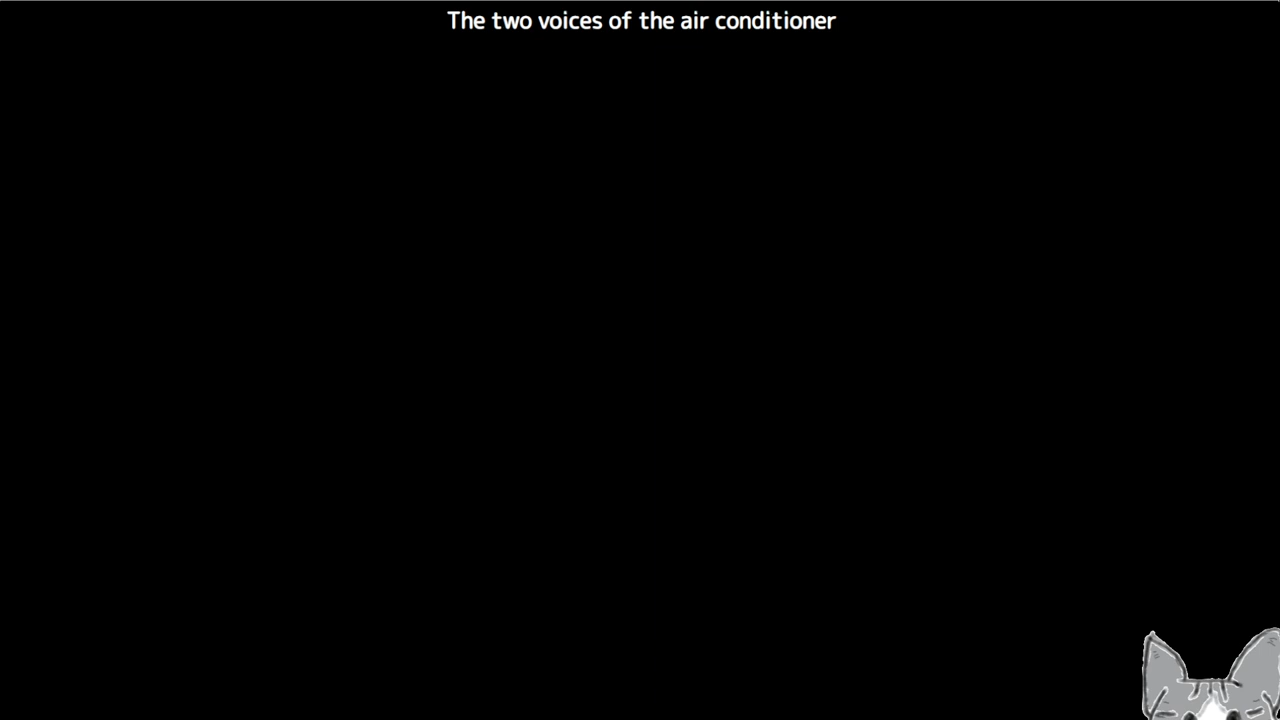 The two voices of the air conditioner